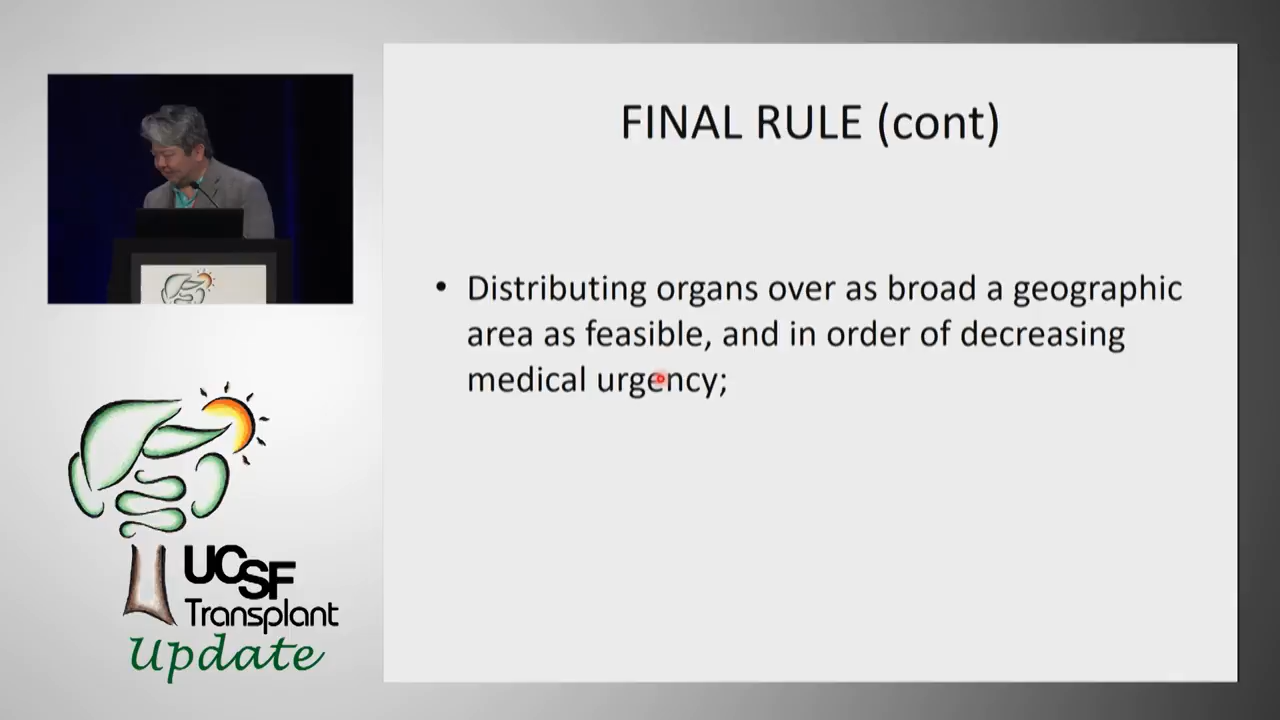 FINAL RULE (cont)
• Distributing organs over as broad a geographic
area as feasible, and in order of decreasing
medical urgency;
UCSF
Transplant
Update